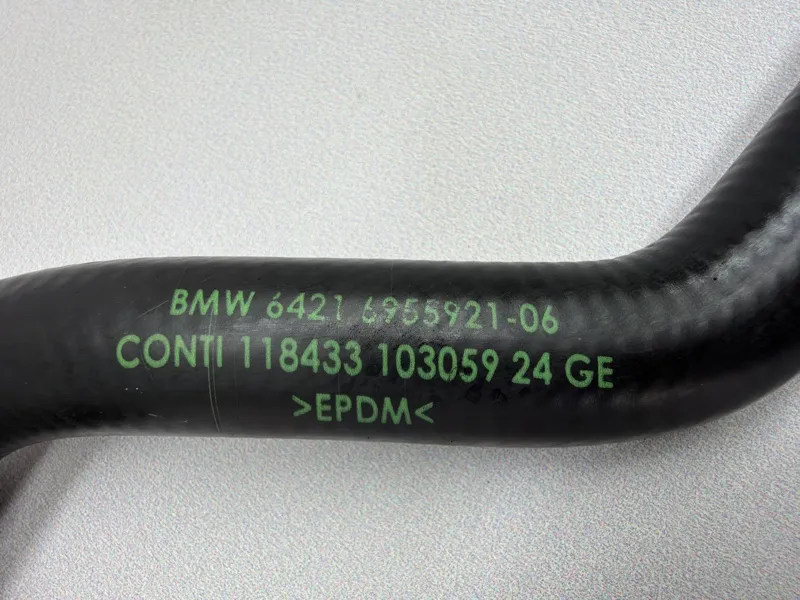 BMW 6421 6955921-06
CONTI 118433 103059 24 GE
>EPDM<